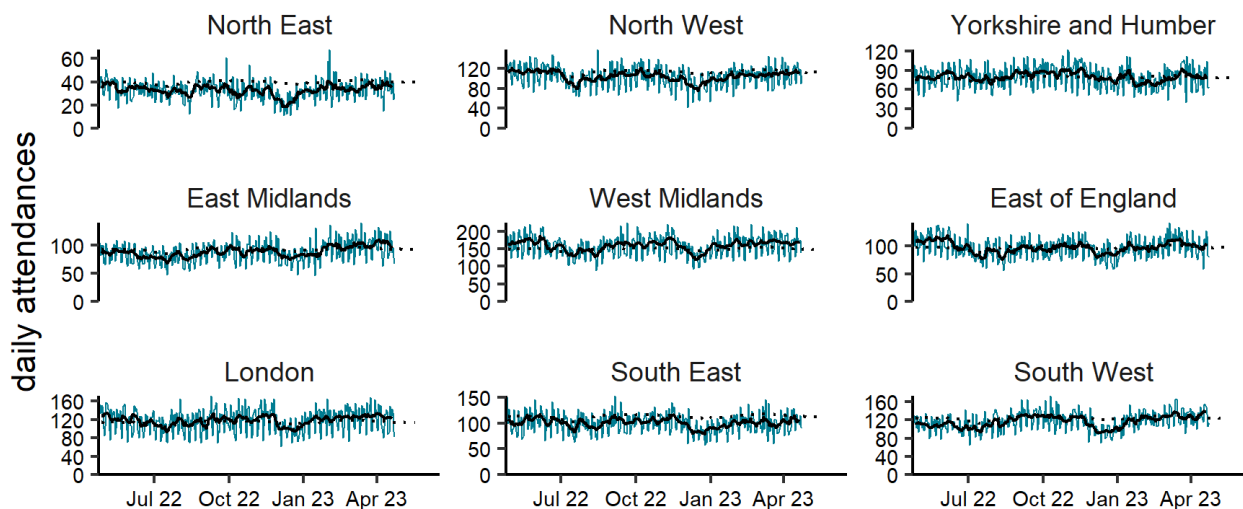 daily attendances
North East
60
40
20
0
North West
120
80
40
0
Yorkshire and Humber
120
90
60
30
0
East Midlands
100
50
0
West Midlands
200
150
100
50
0
East of England
100
50
0
London
160
120
80
40
0
Jul 22 Oct 22 Jan 23 Apr 23
South East
150
100
50
0
Jul 22 Oct 22 Jan 23 Apr 23
South West
160
120
80
40
0
Jul 22 Oct 22 Jan 23 Apr 23